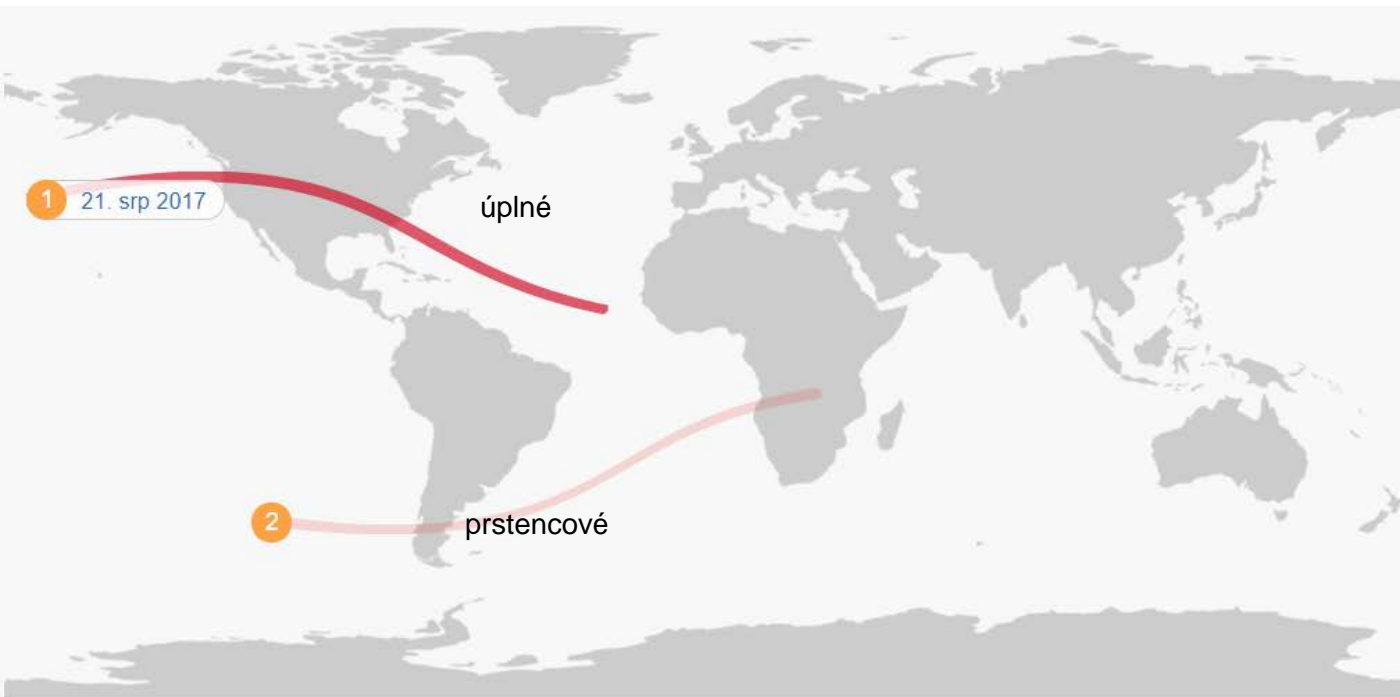 1 21. srp 2017
úplné
2
prstencové